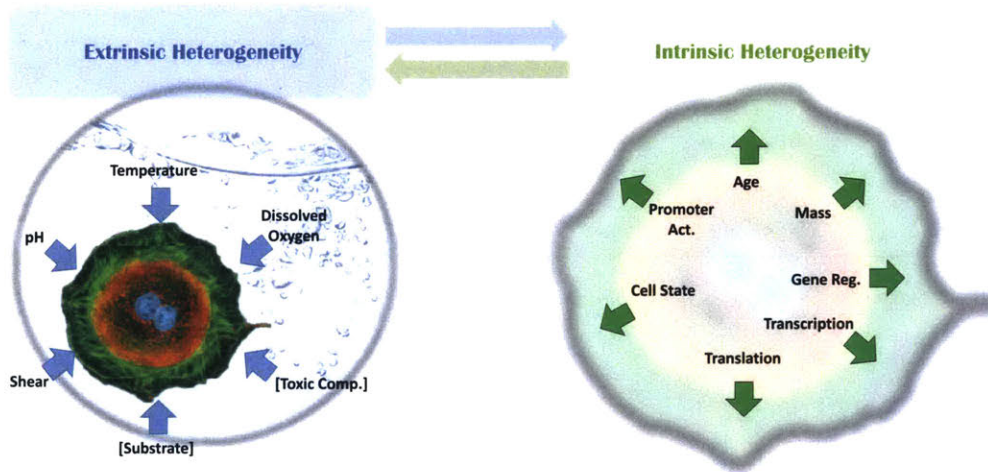 Extrinsic Heterogeneity
Intrinsic Heterogeneity
Temperature
Dissolved
Oxygen
pH
Shear
[Toxic Comp.]
[Substrate]
Age
Promoter
Act.
Mass
Cell State
Gene Reg.
Transcription
Translation